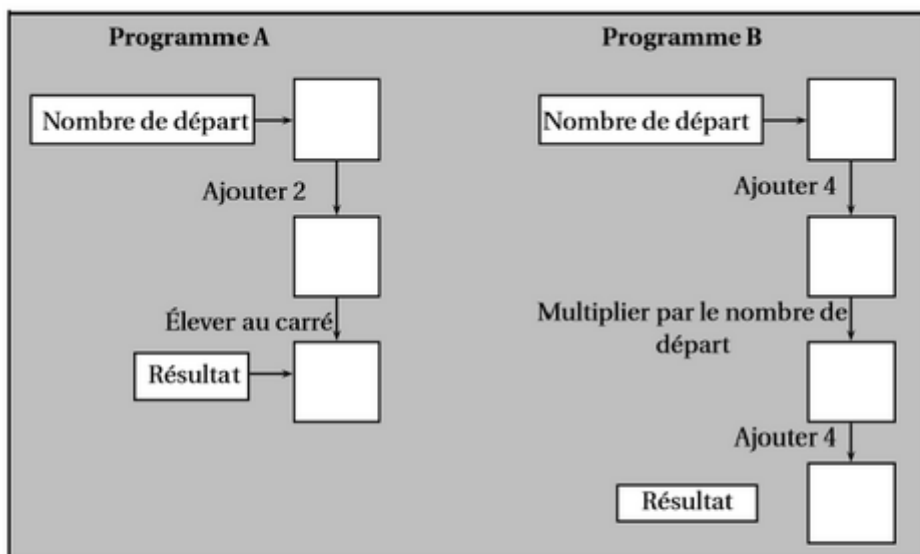 Programme A
Nombre de départ
Ajouter 2
Élever au carré
Résultat
Programme B
Nombre de départ
Ajouter 4
Multiplier par le nombre de
départ
Ajouter 4
Résultat